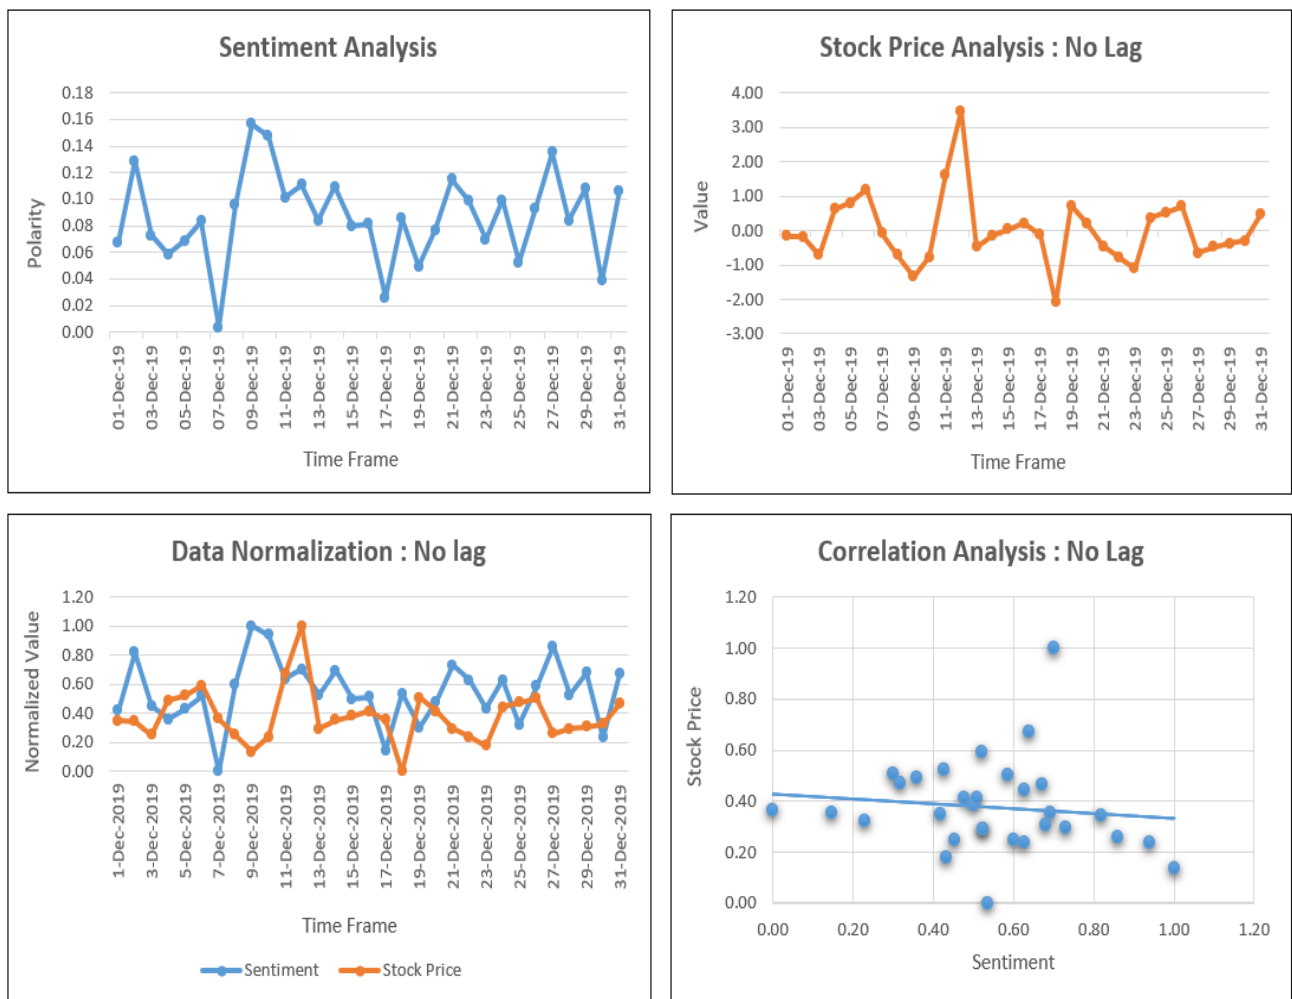 Sentiment Analysis
Polarity
0.18
0.16
0.14
0.12
0.10
0.08
0.06
0.04
0.02
0.00
01-Dec-19
03-Dec-19
05-Dec-19
07-Dec-19
09-Dec-19
11-Dec-19
13-Dec-19
15-Dec-19
17-Dec-19
19-Dec-19
21-Dec-19
23-Dec-19
25-Dec-19
27-Dec-19
29-Dec-19
31-Dec-19
Time Frame
Stock Price Analysis : No Lag
Value
4.00
3.00
2.00
1.00
0.00
-1.00
-2.00
-3.00
01-Dec-19
03-Dec-19
05-Dec-19
07-Dec-19
09-Dec-19
11-Dec-19
13-Dec-19
15-Dec-19
17-Dec-19
19-Dec-19
21-Dec-19
23-Dec-19
25-Dec-19
27-Dec-19
29-Dec-19
31-Dec-19
Time Frame
Data Normalization : No lag
Normalized Value
1.20
1.00
0.80
0.60
0.40
0.20
0.00
1-Dec-2019
3-Dec-2019
5-Dec-2019
7-Dec-2019
9-Dec-2019
11-Dec-2019
13-Dec-2019
15-Dec-2019
17-Dec-2019
19-Dec-2019
21-Dec-2019
23-Dec-2019
25-Dec-2019
27-Dec-2019
29-Dec-2019
31-Dec-2019
Time Frame
Sentiment
Stock Price
Correlation Analysis : No Lag
Stock Price
1.20
1.00
0.80
0.60
0.40
0.20
0.00
0.00 0.20 0.40 0.60 0.80 1.00 1.20
Sentiment